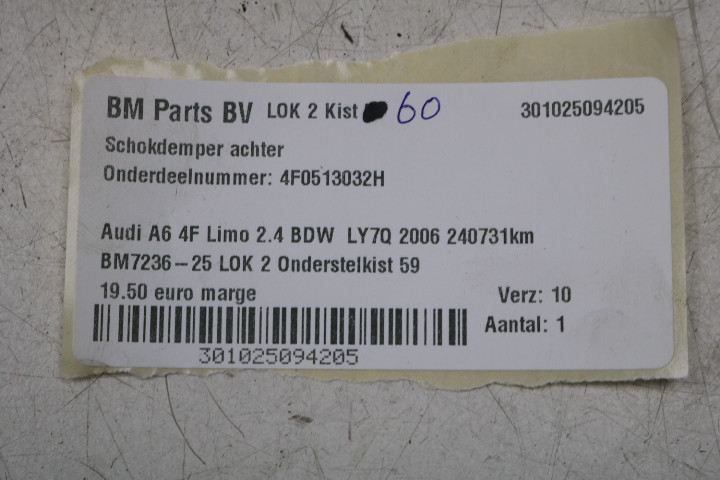 BM Parts BV LOK 2 Kist 60 301025094205
Schokdemper achter
Onderdeelnummer: 4F0513032H
Audi A6 4F Limo 2.4 BDW LY7Q 2006 240731km
BM7236-25 LOK 2 Onderstelkist 59
19.50 euro marge Verz: 10
Aantal: 1
301025094205